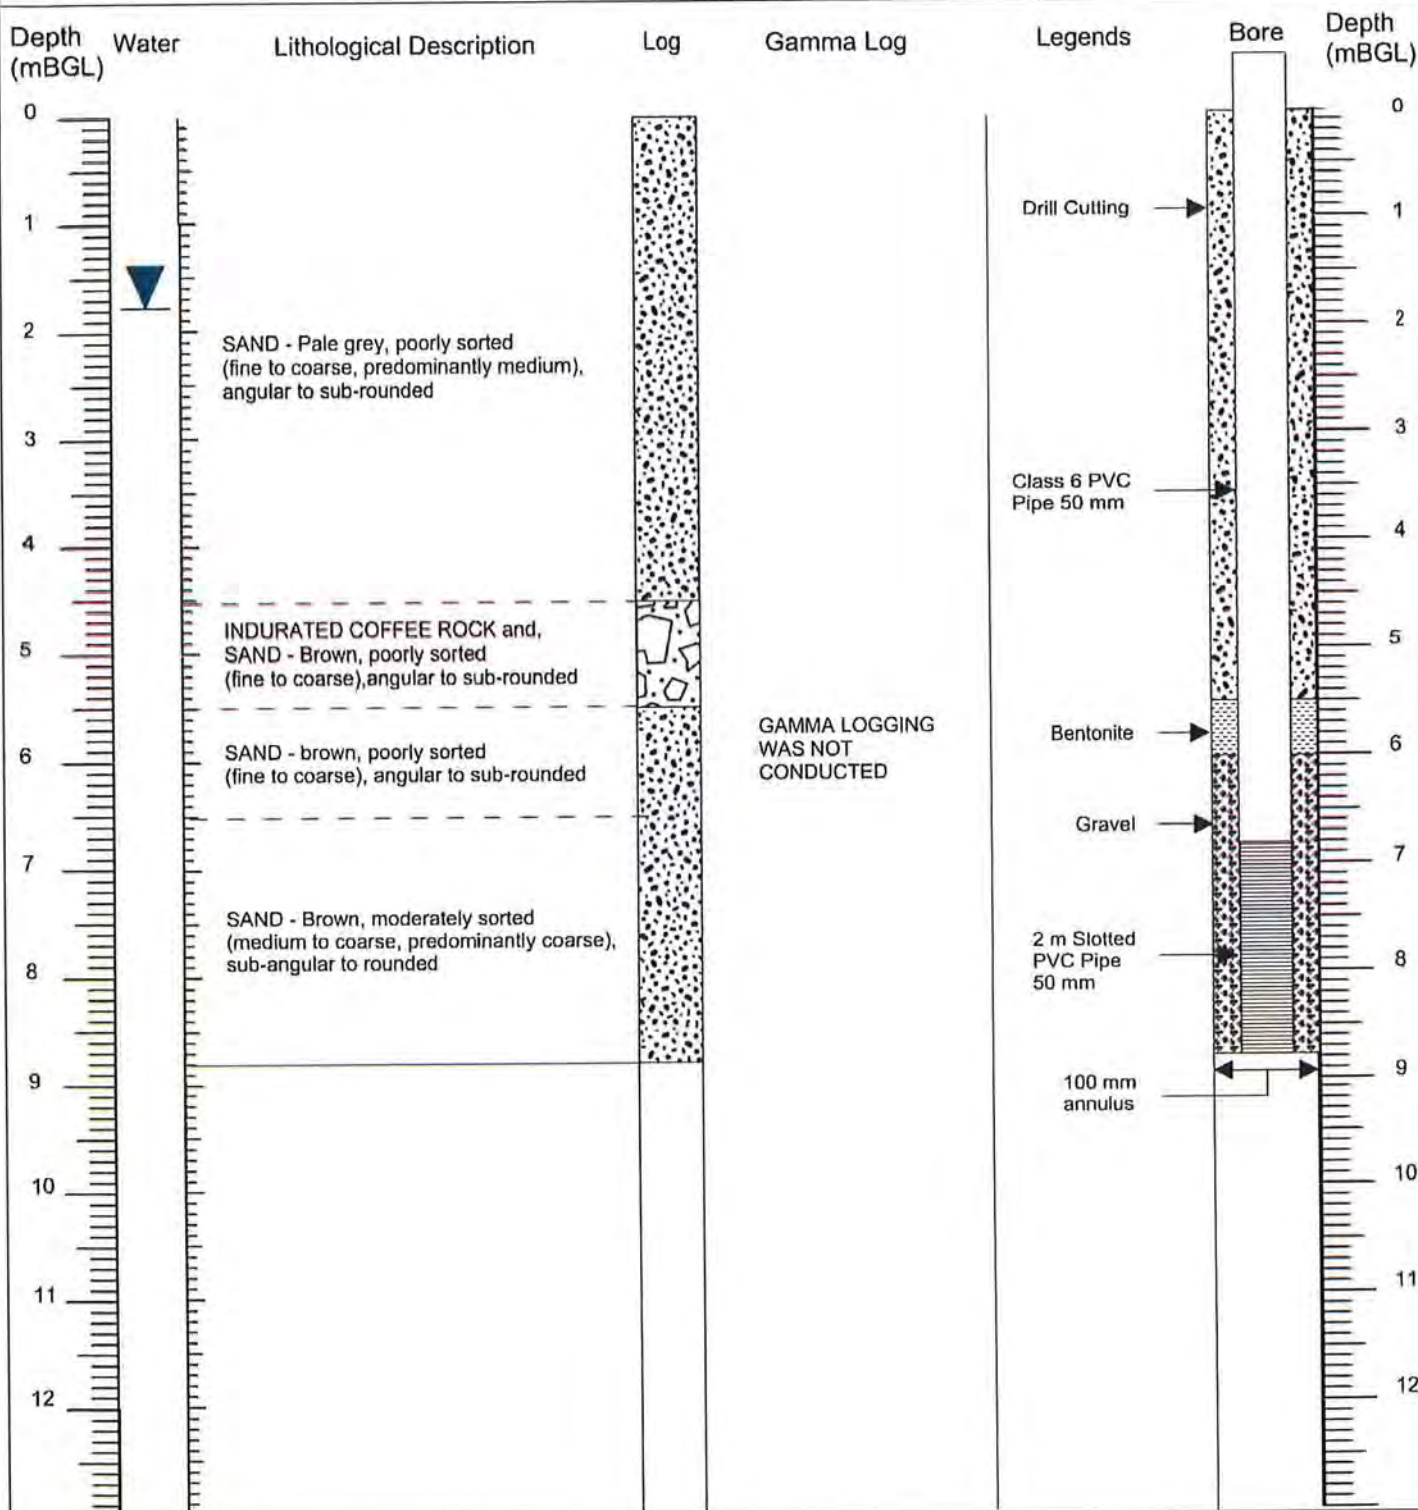 Depth
(mBGL)
Water
Lithological Description
Log
Gamma Log
Legends
Bore
Depth
(mBGL)
0
1
2
3
4
5
6
7
8
9
10
11
12
SAND - Pale grey, poorly sorted
(fine to coarse, predominantly medium),
angular to sub-rounded
INDURATED COFFEE ROCK and,
SAND - Brown, poorly sorted
(fine to coarse),angular to sub-rounded
SAND - brown, poorly sorted
(fine to coarse), angular to sub-rounded
SAND - Brown, moderately sorted
(medium to coarse, predominantly coarse),
sub-angular to rounded
GAMMA LOGGING
WAS NOT
CONDUCTED
Drill Cutting
Class 6 PVC
Pipe 50 mm
Bentonite
Gravel
2 m Slotted
PVC Pipe
50 mm
100 mm
annulus
0
1
2
3
4
5
6
7
8
9
10
11
12